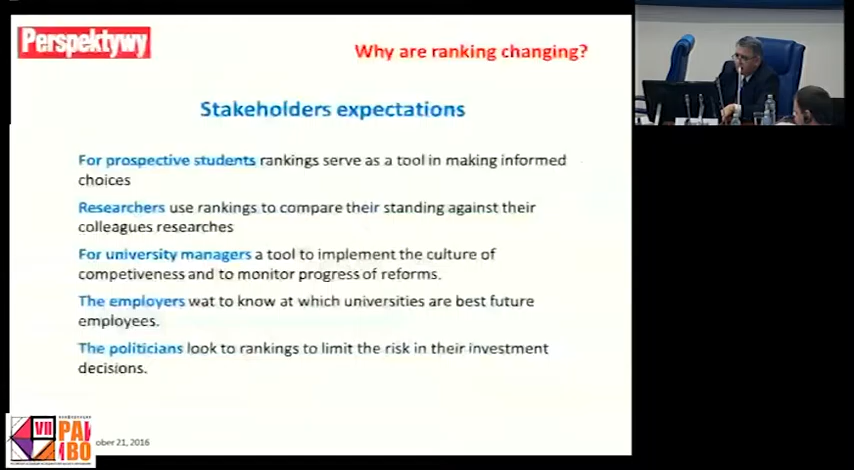 Perspektywy
Why are ranking changing?
Stakeholders expectations
For prospective students rankings serve as a tool in making informed
choices
Researchers use rankings to compare their standing against their
colleagues researches
For university managers a tool to implement the culture of
competiveness and to monitor progress of reforms.
The employers wat to know at which universities are best future
employees.
The politicians look to rankings to limit the risk in their investment
decisions.
VII
ober 21, 2016